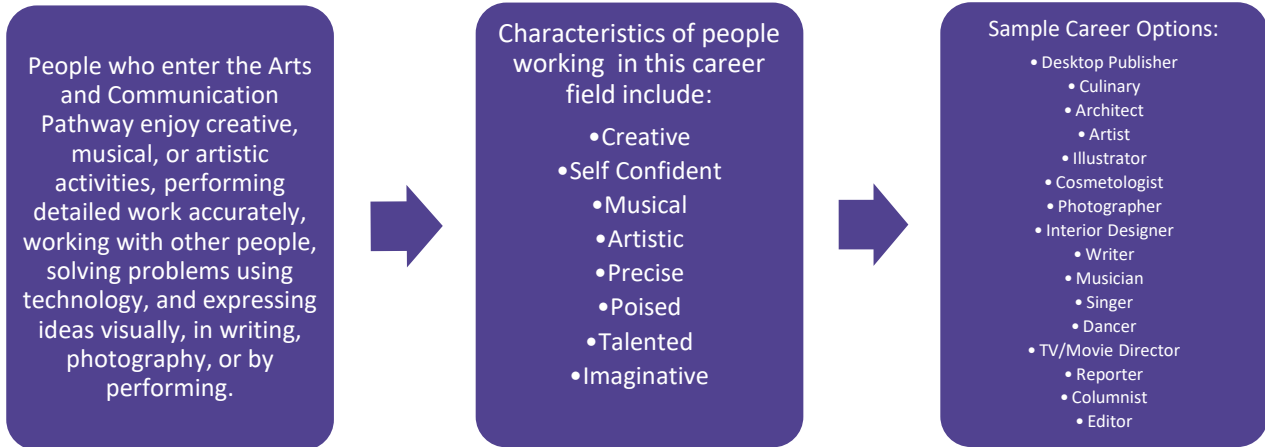 People who enter the Arts
and Communication
Pathway enjoy creative,
musical, or artistic
activities, performing
detailed work accurately,
working with other people,
solving problems using
technology, and expressing
ideas visually, in writing,
photography, or by
performing.
Characteristics of people
working in this career
field include:
•Creative
•Self Confident
•Musical
•Artistic
•Precise
•Poised
•Talented
•Imaginative
Sample Career Options:
• Desktop Publisher
• Culinary
• Architect
• Artist
• Illustrator
• Cosmetologist
• Photographer
• Interior Designer
• Writer
• Musician
• Singer
• Dancer
• TV/Movie Director
• Reporter
• Columnist
• Editor